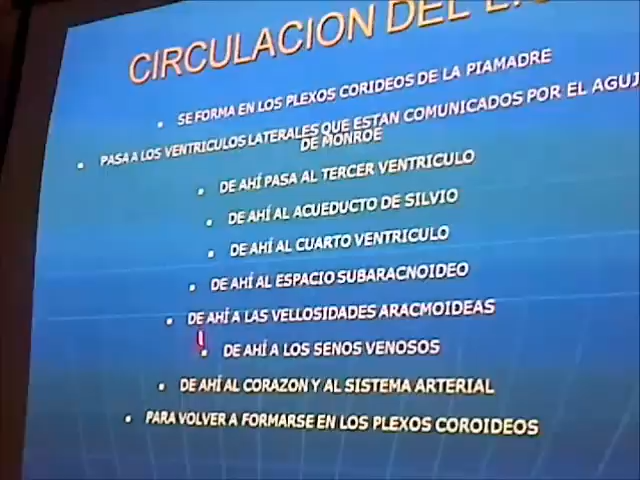 CIRCULACION DEL
• SE FORMA EN LOS PLEXOS CORIDEOS DE LA PIAMADRE
• PASA A LOS VENTRICULOS LATERALES QUE ESTAN COMUNICADOS POR EL AGUJ
DE MONROE
• DE AHÍ PASA AL TERCER VENTRICULO
• DE AHÍ AL ACUEDUCTO DE SILVIO
• DE AHÍ AL CUARTO VENTRICULO
• DE AHÍ AL ESPACIO SUBARACNOIDEO
• DE AHÍ A LAS VELLOSIDADES ARACMOIDEAS
• DE AHÍ A LOS SENOS VENOSOS
• DE AHÍ AL CORAZON Y AL SISTEMA ARTERIAL
• PARA VOLVER A FORMARSE EN LOS PLEXOS COROIDEOS